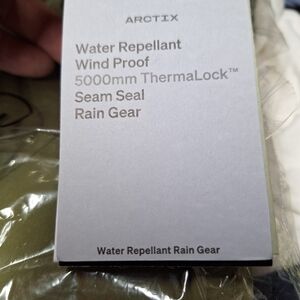 ARCTIX
Water Repellant
Wind Proof
5000mm ThermaLock™
Seam Seal
Rain Gear
Water Repellant Rain Gear